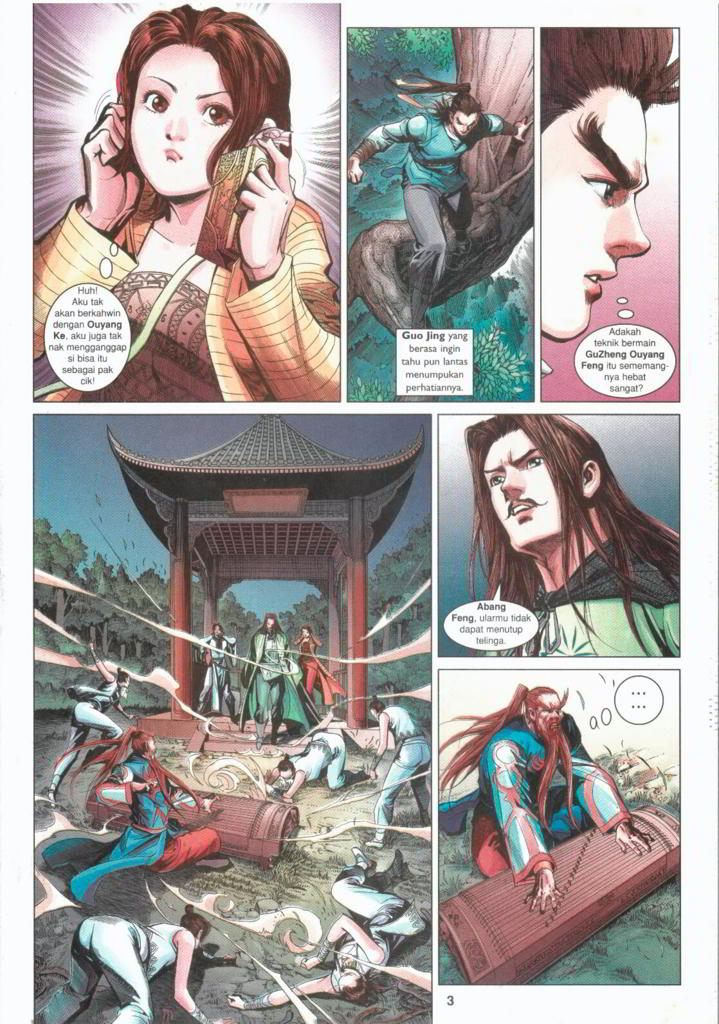 Huh!
Aku tak
akan berkahwin
dengan Ouyang
Ke, aku juga tak
nak mengganggap
si bisa itu
sebagai pak
cik!
Guo Jing yang
berasa ingin
tahu pun lantas
menumpukan
perhatiannya.
Adakah
teknik bermain
GuZheng Ouyang
Feng itu sememang-
nya hebat
sangat?
Abang
Feng, ularmu tidak
dapat menutup
telinga.
...
...
3